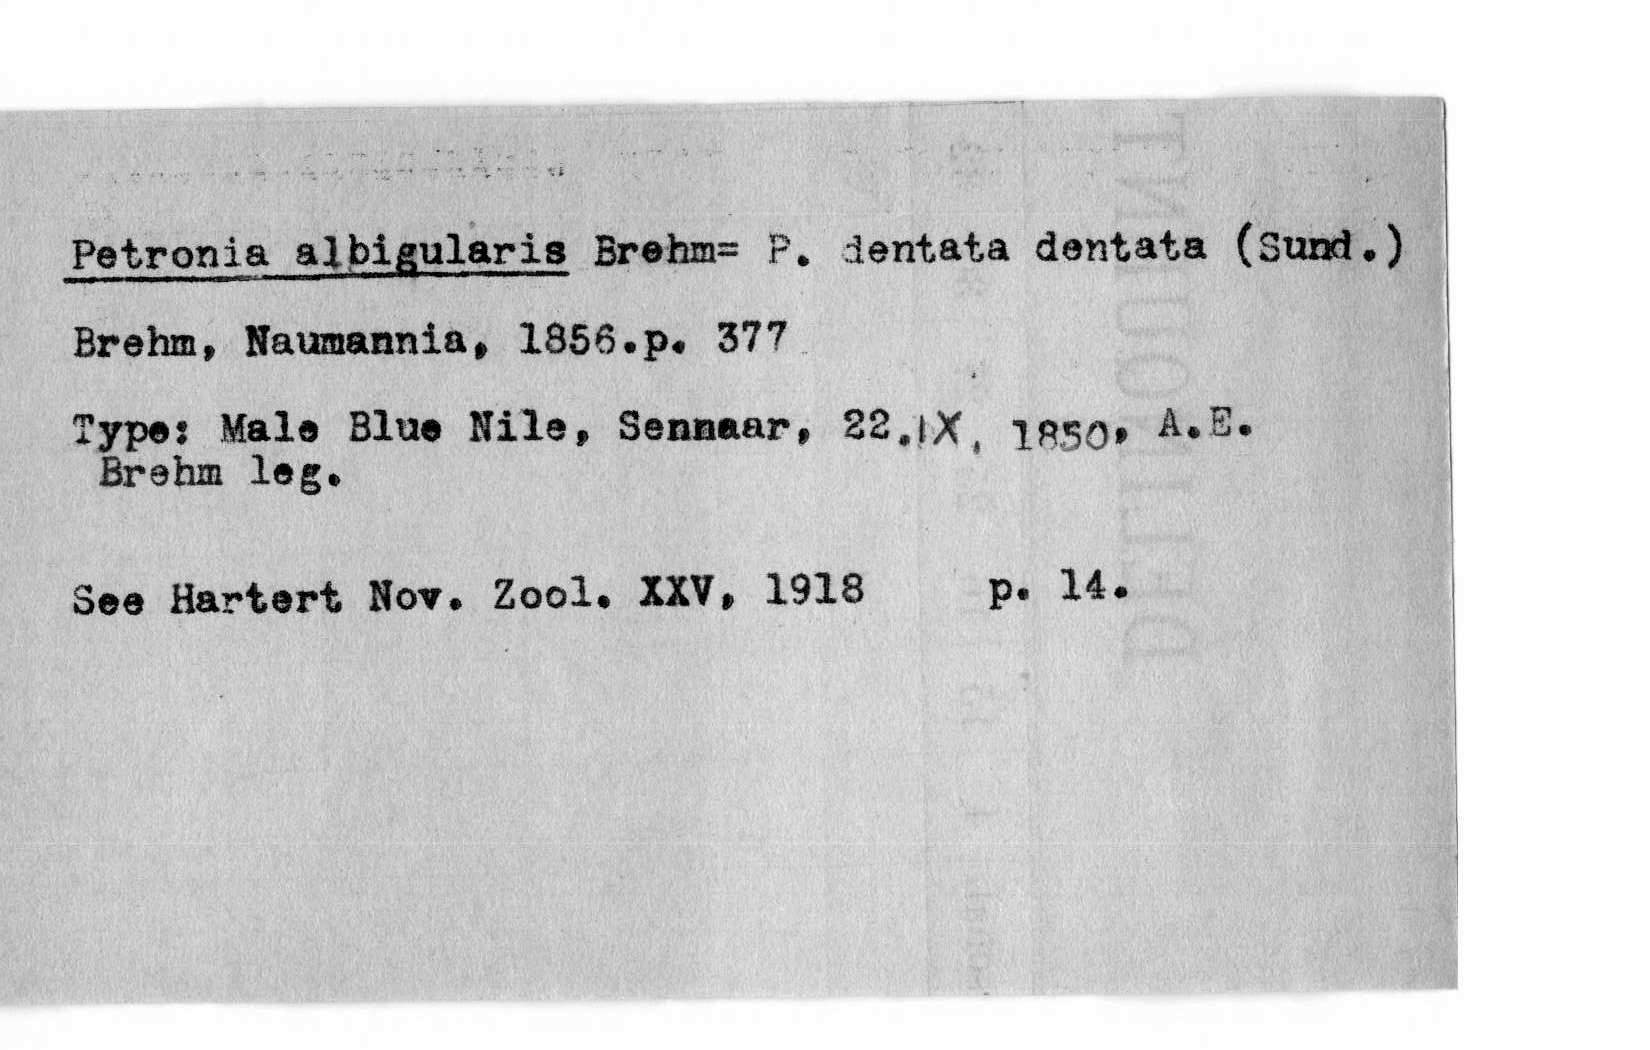 Petronia albigularis Brehm= P. dentata dentata (Sund.)
Brehm, Naumannia, 1856.p. 377
Type: Male Blue Nile, Sennaar, 22.IX, 1850, A.E.
Brehm leg.
See Hartert Nov. Zool. XXV, 1918 p. 14.